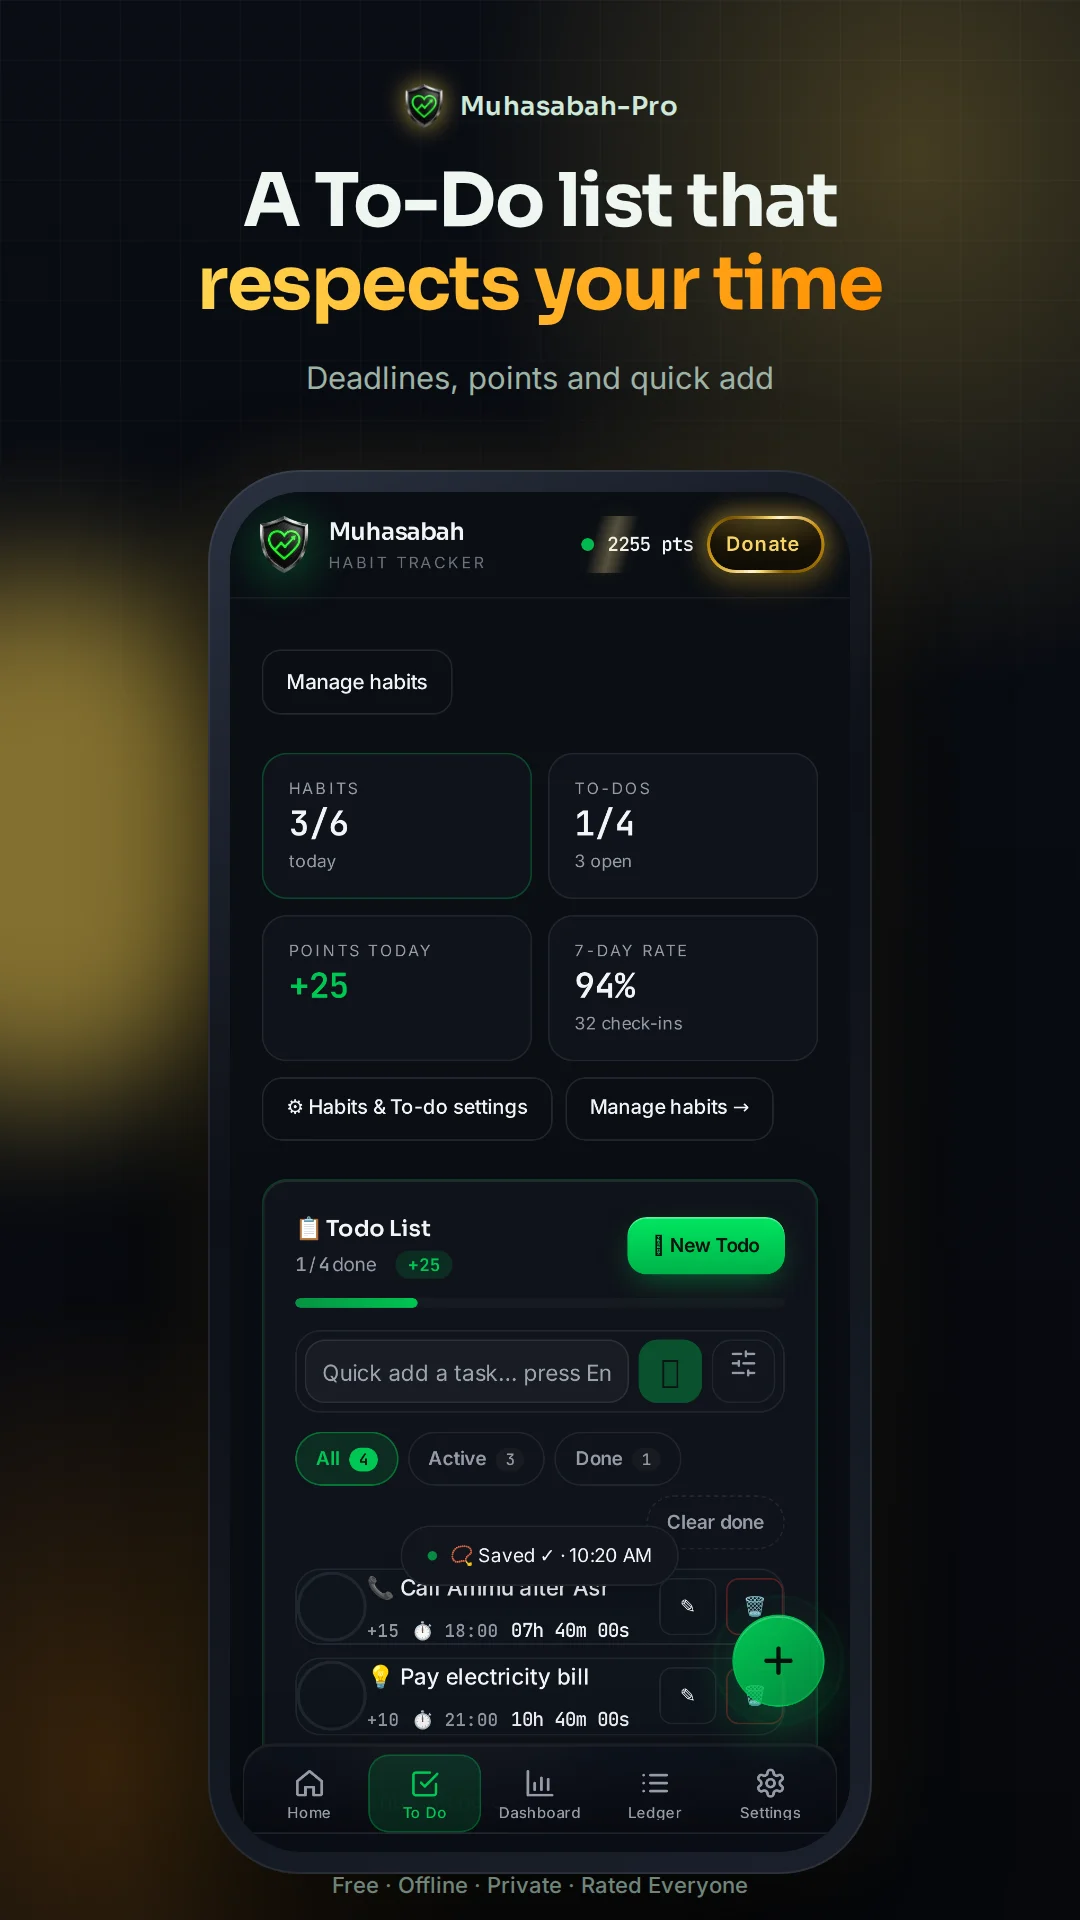 Muhasabah-Pro
A To-Do list that
respects your time
Deadlines, points and quick add
Muhasabah
HABIT TRACKER
2255 pts
Donate
Manage habits
HABITS
3/6
today
TO-DOS
1/4
3 open
POINTS TODAY
+25
7-DAY RATE
94%
32 check-ins
⚙ Habits & To-do settings
Manage habits →
📋 Todo List
1/4 done +25
New Todo
Quick add a task... press En
All 4
Active 3
Done 1
Clear done
📿 Saved ✓ · 10:20 AM
📞 Call Ammu after Asr
+15 ⏱ 18:00 07h 40m 00s
💡 Pay electricity bill
+10 ⏱ 21:00 10h 40m 00s
Home
To Do
Dashboard
Ledger
Settings
Free · Offline · Private · Rated Everyone